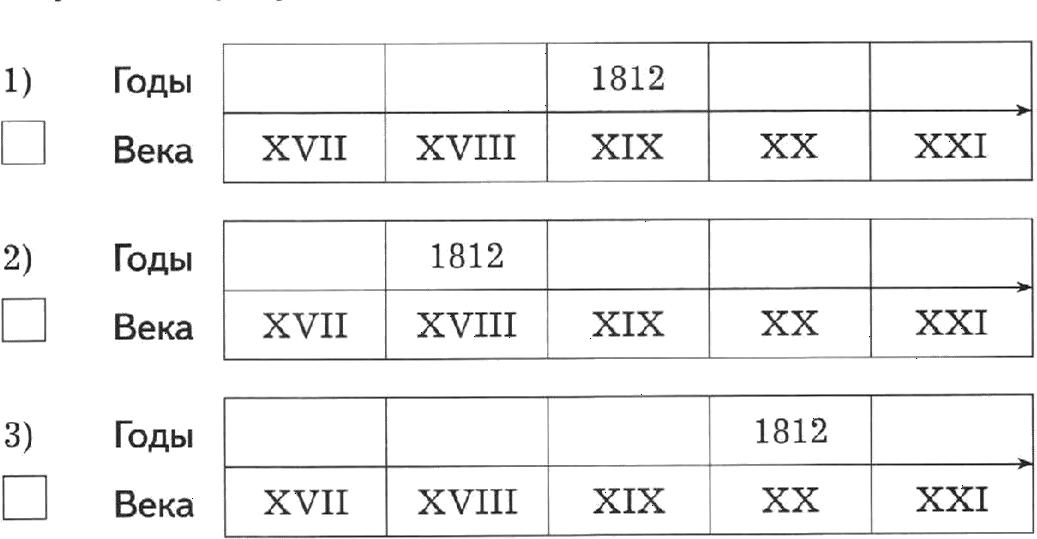 1) Годы 1812
Века XVII XVIII XIX XX XXI
2) Годы 1812
Века XVII XVIII XIX XX XXI
3) Годы 1812
Века XVII XVIII XIX XX XXI